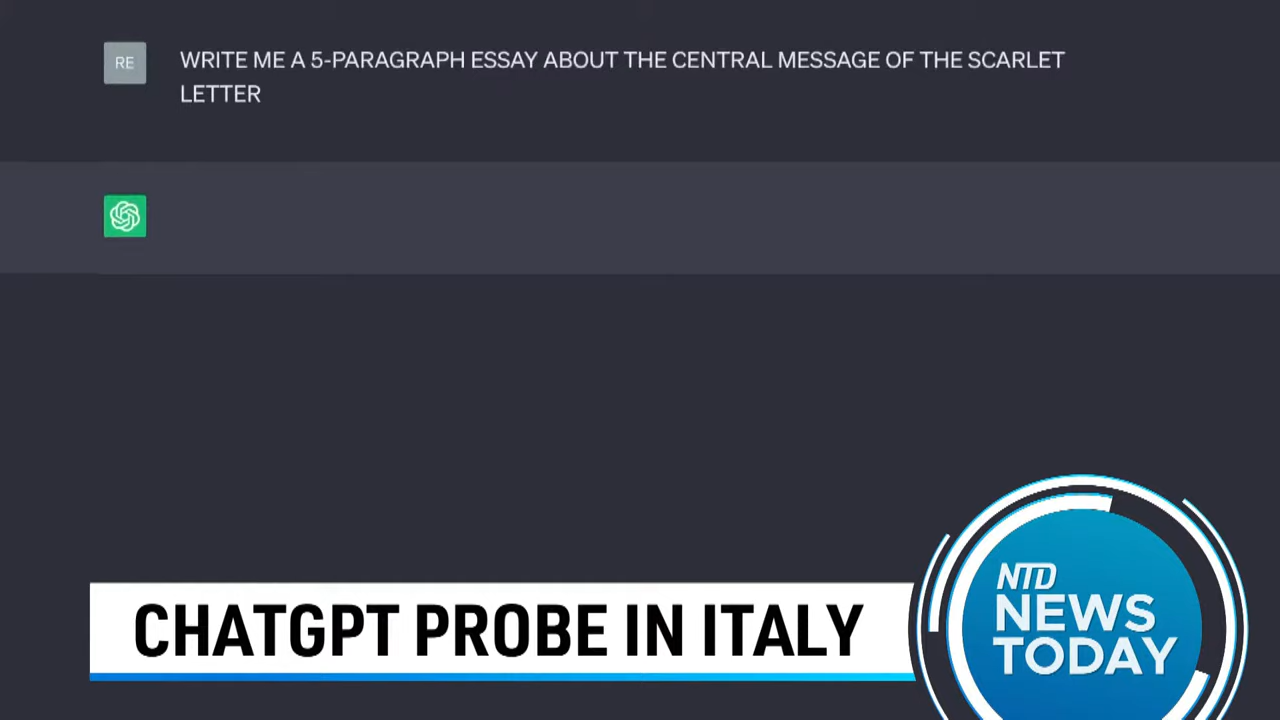 RE
WRITE ME A 5-PARAGRAPH ESSAY ABOUT THE CENTRAL MESSAGE OF THE SCARLET
LETTER
CHATGPT PROBE IN ITALY
NTD
NEWS
TODAY